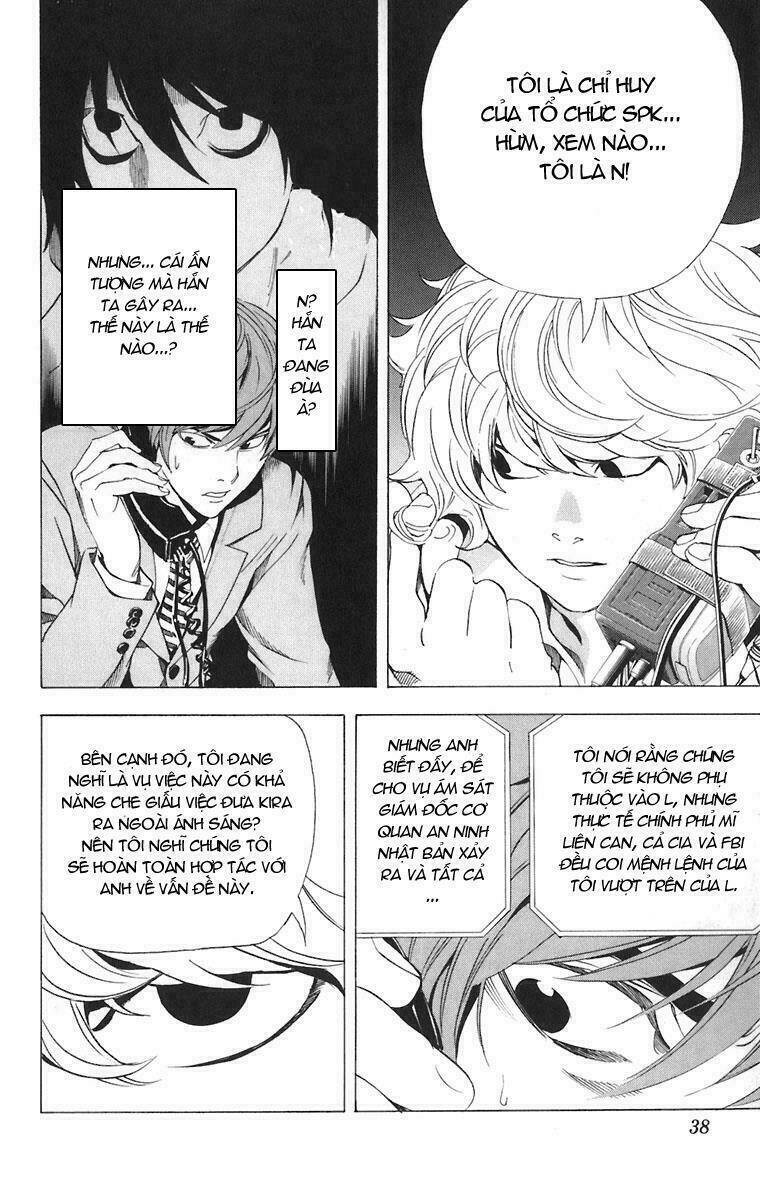 TÔI LÀ CHỈ HUY
CỦA TỔ CHỨC SPK...
HỪM, XEM NÀO...
TÔI LÀ N!
N?
HẮN
TA
ĐANG
ĐÙA
À?
NHƯNG... CÁI ẤN
TƯỢNG MÀ HẮN
TA GÂY RA...
THẾ NÀY LÀ THẾ
NÀO...?
TÔI NÓI RẰNG CHÚNG
TÔI SẼ KHÔNG PHỤ
THUỘC VÀO L, NHƯNG
THỰC TẾ CHÍNH PHỦ MĨ
LIÊN CAN, CẢ CIA VÀ FBI
ĐỀU COI MỆNH LỆNH CỦA
TÔI VƯỢT TRÊN CỦA L.
NHƯNG ANH
BIẾT ĐẤY, ĐỂ
CHO VỤ ÁM SÁT
GIÁM ĐỐC CƠ
QUAN AN NINH
NHẬT BẢN XẢY
RA VÀ TẤT CẢ
...
BÊN CẠNH ĐÓ, TÔI ĐANG
NGHĨ LÀ VỤ VIỆC NÀY CÓ KHẢ
NĂNG CHE GIẤU VIỆC ĐƯA KIRA
RA NGOÀI ÁNH SÁNG?
NÊN TÔI NGHĨ CHÚNG TÔI
SẼ HOÀN TOÀN HỢP TÁC VỚI
ANH VỀ VẤN ĐỀ NÀY.
38